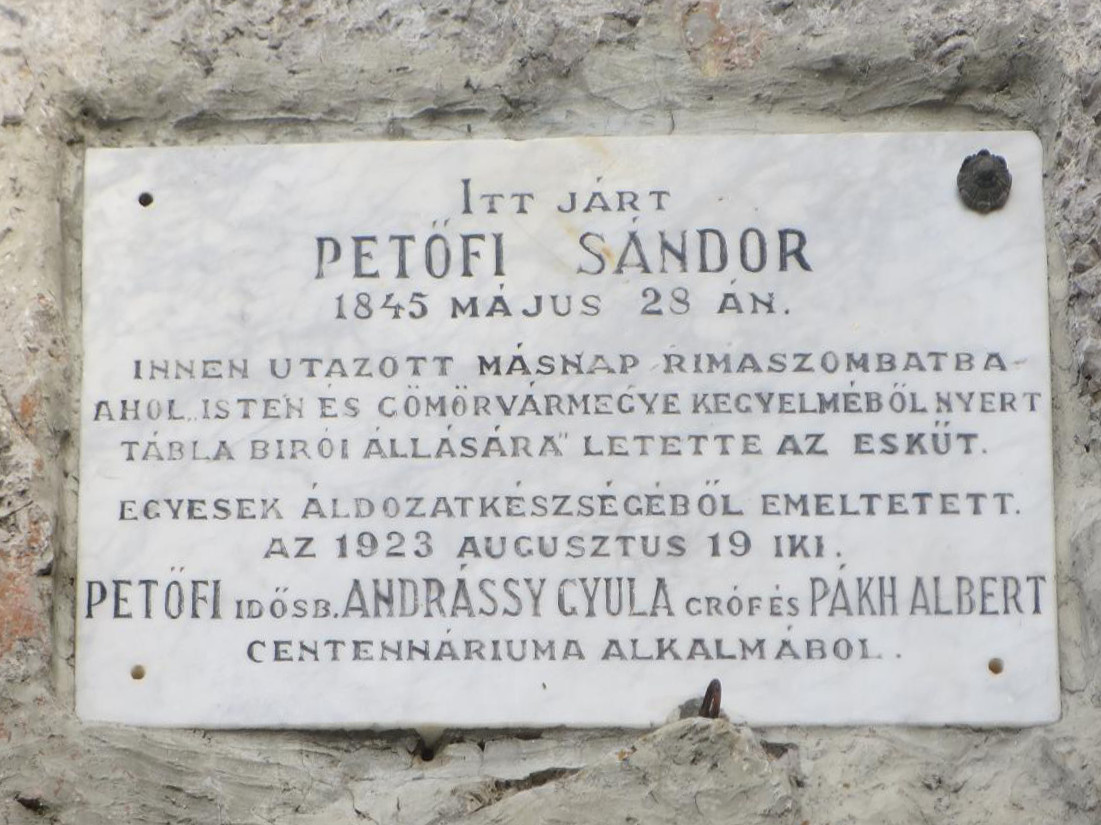 ITT JÁRT
PETŐFI SÁNDOR
1845 MÁJUS 28 ÁN.
INNEN UTAZOTT MÁSNAP RIMASZOMBATBA-
AHOL „ISTEN ÉS GÖMÖRVÁRMEGYE KEGYELMÉBŐL NYERT
TÁBLA BIRÓI ÁLLÁSÁRA" LETETTE AZ ESKŰT.
EGYESEK ÁLDOZATKÉSZSÉGÉBŐL EMELTETETT.
AZ 1923 AUGUSZTUS 19 IKI.
PETŐFI IDŐSB. ANDRÁSSY GYULA GRÓF ÉS PÁKH ALBERT
CENTENNÁRIUMA ALKALMÁBOL.